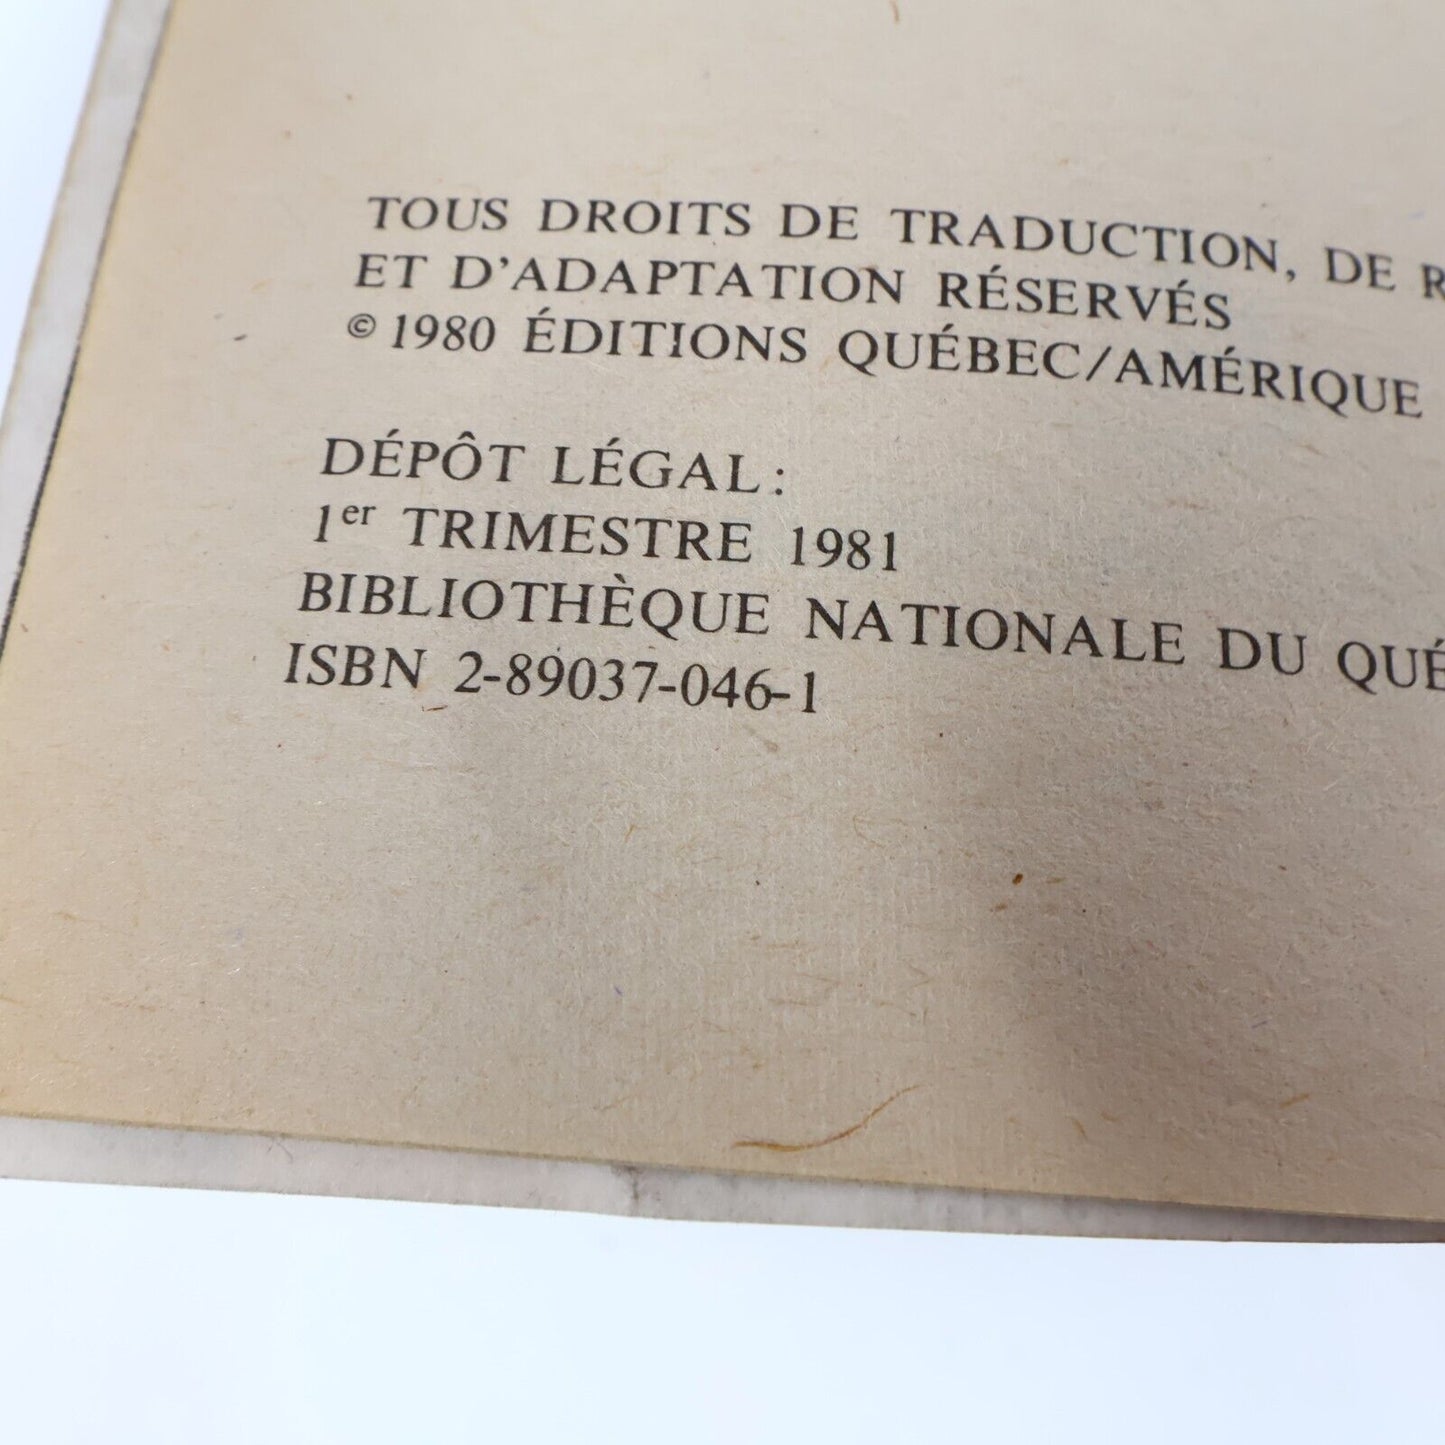 TOUS DROITS DE TRADUCTION, DE
ET D'ADAPTATION RÉSERVÉS
© 1980 ÉDITIONS QUÉBEC/AMÉRIQUE
DÉPÔT LÉGAL:
1er TRIMESTRE 1981
BIBLIOTHÈQUE NATIONALE DU
ISBN 2-89037-046-1